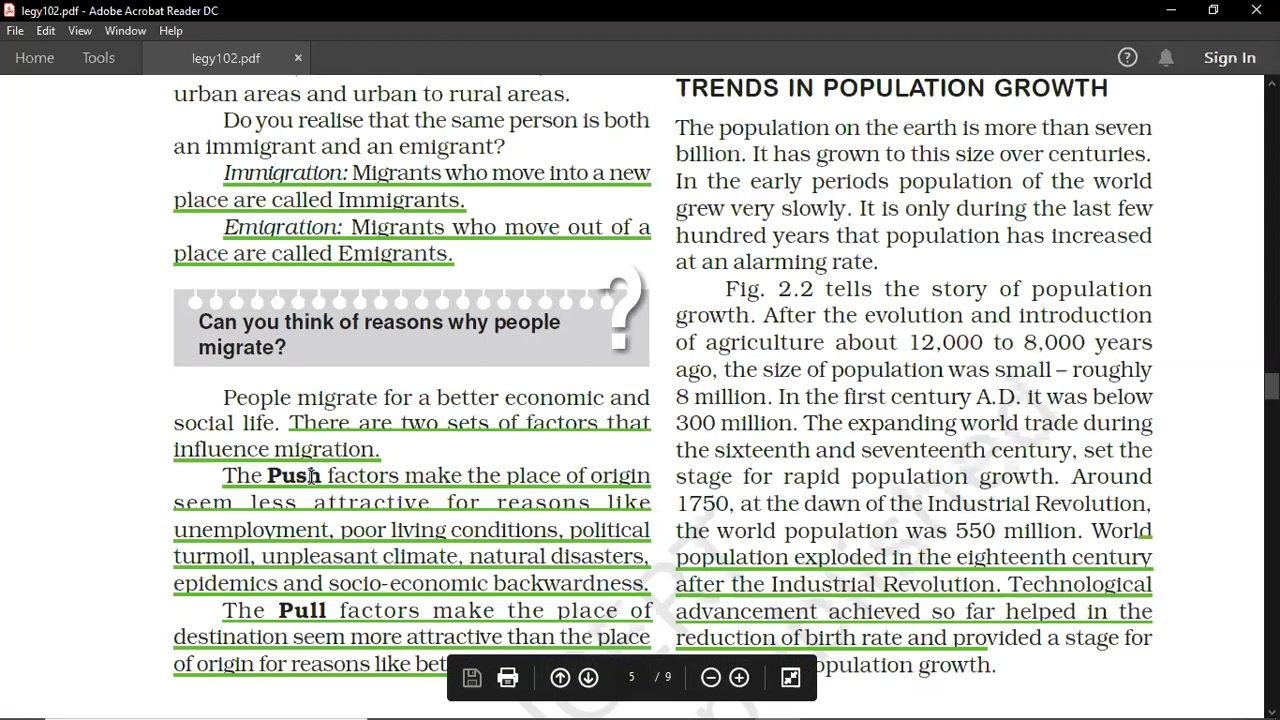 legy102.pdf - Adobe Acrobat Reader DC
File Edit View Window Help
Home Tools legy102.pdf × ? Sign In
urban areas and urban to rural areas.
Do you realise that the same person is both
an immigrant and an emigrant?
Immigration: Migrants who move into a new
place are called Immigrants.
Emigration: Migrants who move out of a
place are called Emigrants.
?
Can you think of reasons why people
migrate?
People migrate for a better economic and
social life. There are two sets of factors that
influence migration.
The Push factors make the place of origin
seem less attractive for reasons like
unemployment, poor living conditions, political
turmoil, unpleasant climate, natural disasters,
epidemics and socio-economic backwardness.
The Pull factors make the place of
destination seem more attractive than the place
of origin for reasons like
TRENDS IN POPULATION GROWTH
The population on the earth is more than seven
billion. It has grown to this size over centuries.
In the early periods population of the world
grew very slowly. It is only during the last few
hundred years that population has increased
at an alarming rate.
Fig. 2.2 tells the story of population
growth. After the evolution and introduction
of agriculture about 12,000 to 8,000 years
ago, the size of population was small – roughly
8 million. In the first century A.D. it was below
300 million. The expanding world trade during
the sixteenth and seventeenth century, set the
stage for rapid population growth. Around
1750, at the dawn of the Industrial Revolution,
the world population was 550 million. World
population exploded in the eighteenth century
after the Industrial Revolution. Technological
advancement achieved so far helped in the
reduction of birth rate and provided a stage for
population growth.
5 / 9